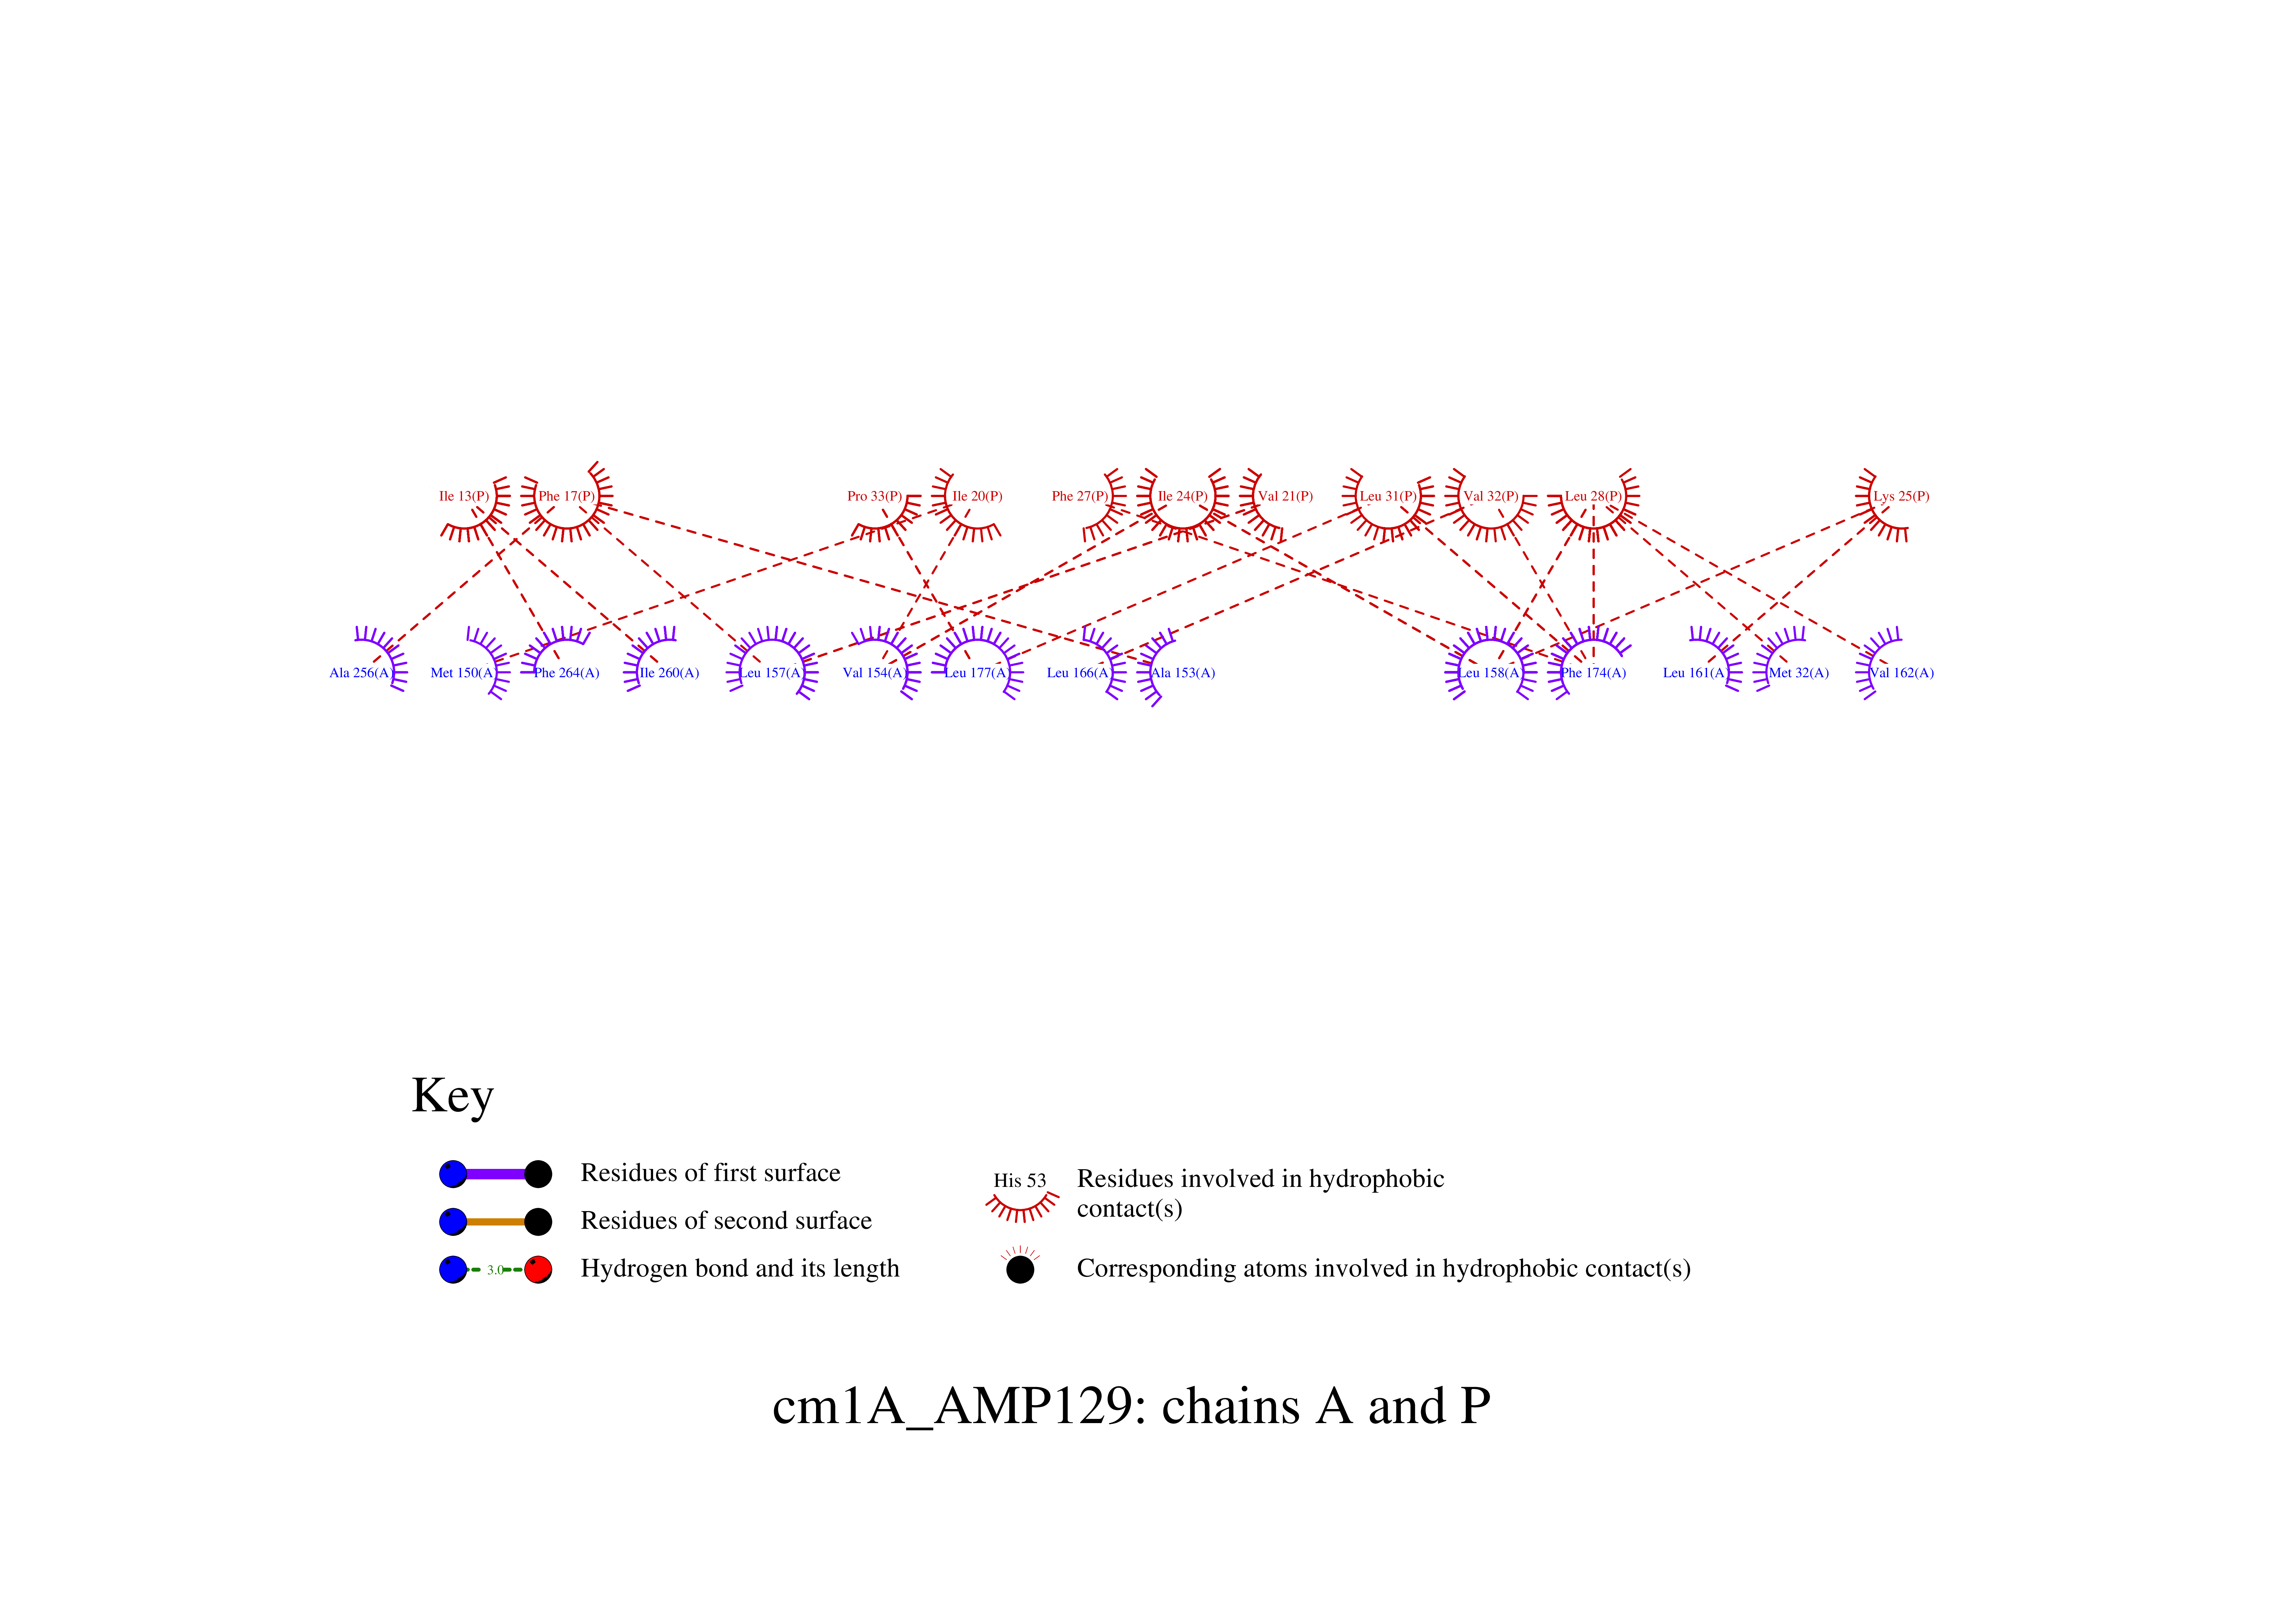 Ile 13(P) Phe 17(P) Pro 33(P) Ile 20(P) Phe 27(P) Ile 24(P) Val 21(P) Leu 31(P) Val 32(P) Leu 28(P) Lys 25(P)
Ala 256(A) Met 150(A) Phe 264(A) Ile 260(A) Leu 157(A) Val 154(A) Leu 177(A) Leu 166(A) Ala 153(A) Leu 158(A) Phe 174(A) Leu 161(A) Met 32(A) Val 162(A)
Key
Residues of first surface
Residues of second surface
3.0 Hydrogen bond and its length
His 53 Residues involved in hydrophobic
contact(s)
Corresponding atoms involved in hydrophobic contact(s)
cm1A_AMP129: chains A and P